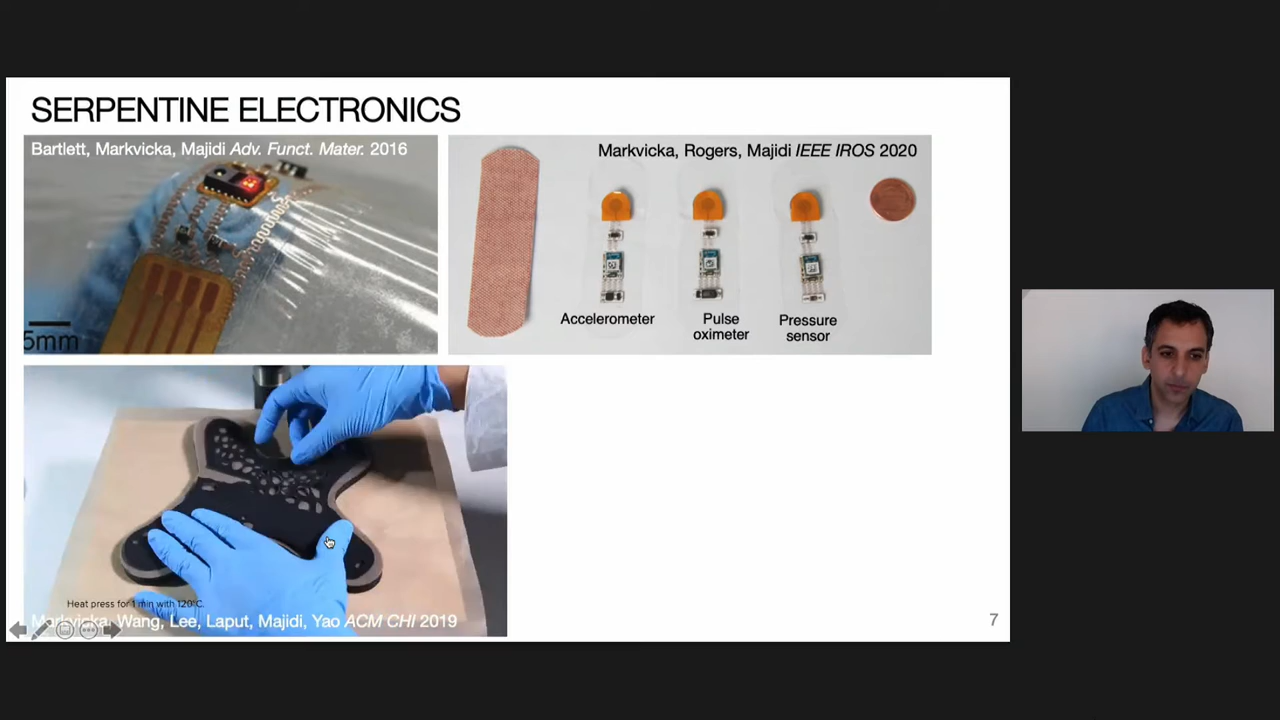 SERPENTINE ELECTRONICS
Bartlett, Markvicka, Majidi Adv. Funct. Mater. 2016
5mm
Markvicka, Rogers, Majidi IEEE IROS 2020
Accelerometer
Pulse
oximeter
Pressure
sensor
Heat press for 1 min with 120°C.
Markvicka, Wang, Lee, Laput, Majidi, Yao ACM CHI 2019
7